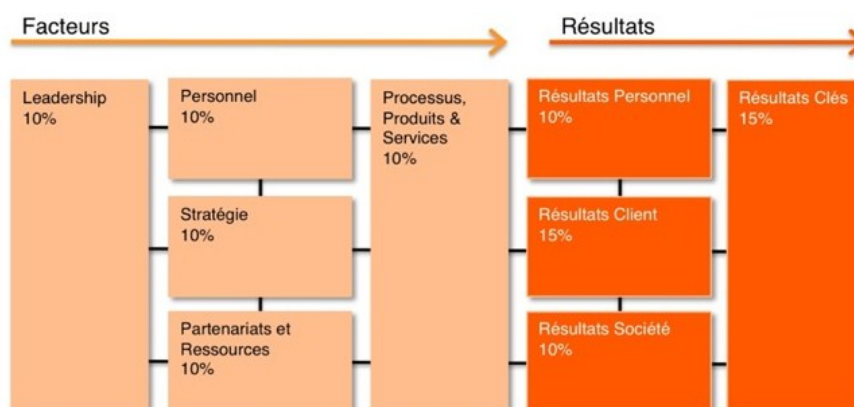 Facteurs
Résultats
Leadership
10%
Personnel
10%
Processus,
Produits &
Services
10%
Résultats Personnel
10%
Résultats Clés
15%
Stratégie
10%
Résultats Client
15%
Partenariats et
Ressources
10%
Résultats Société
10%